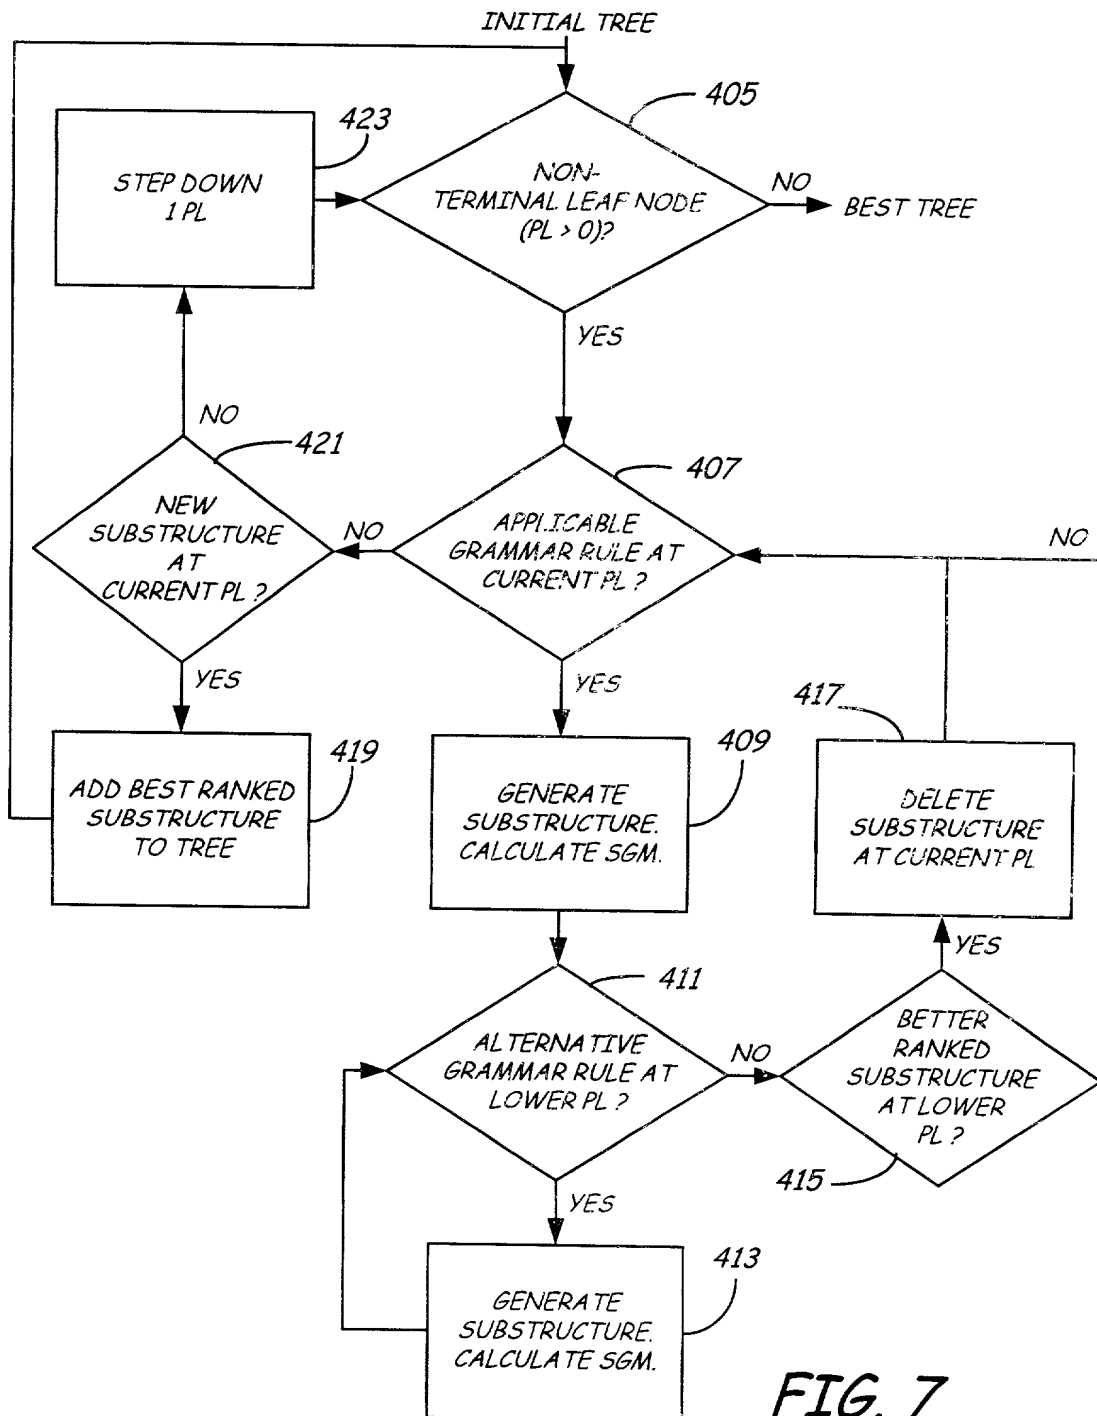 INITIAL TREE
405
423
STEP DOWN
1 PL
NON-
TERMINAL LEAF NODE
(PL > 0)?
NO
BEST TREE
YES
NO
421
407
NEW
SUBSTRUCTURE
AT
CURRENT PL ?
NO
APPLICABLE
GRAMMAR RULE AT
CURRENT PL ?
NO
YES
YES
417
419
409
ADD BEST RANKED
SUBSTRUCTURE
TO TREE
GENERATE
SUBSTRUCTURE.
CALCULATE SGM.
DELETE
SUBSTRUCTURE
AT CURRENT PL
YES
411
ALTERNATIVE
GRAMMAR RULE AT
LOWER PL ?
NO
BETTER
RANKED
SUBSTRUCTURE
AT LOWER
PL ?
415
YES
413
GENERATE
SUBSTRUCTURE.
CALCULATE SGM.
FIG. 7